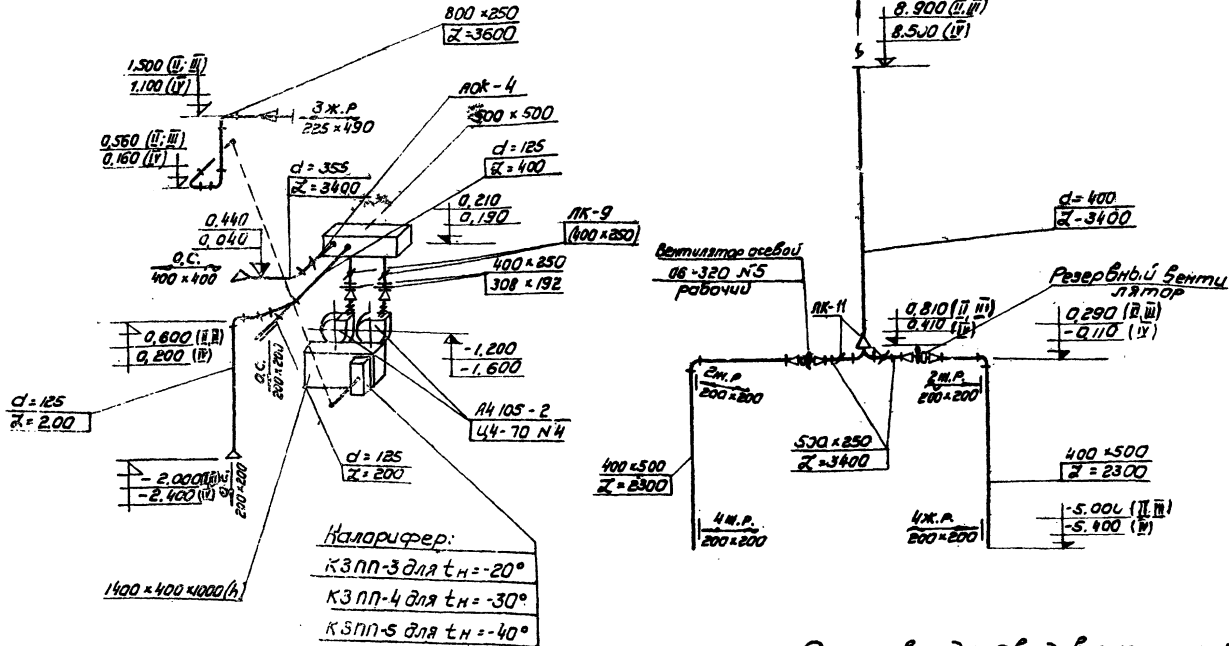 800 × 250
L=3600
1,500 (II; III)
1.100 (IV)
3 ж.р.
225 × 490
0,560 (II; III)
0,160 (IV)
АОК-4
500 × 500
d = 125
L = 400
d = 355
L = 3400
0,210
0,190
0,440
0,040
О.С.
400 × 400
ЛК-9
(400 × 250)
400 × 250
308 × 192
0,600 (II III)
0,200 (IV)
О.С.
200 × 200
-1,200
-1,600
d = 125
L = 200
А4 105-2
Ц4-70 N4
d = 125
L = 200
-2,000 (II III)
-2.400 (IV)
200 × 200
1400 × 400 × 1000 (h)
Каларифер:
КЗПП-3 для tн = -20°
КЗПП-4 для tн = -30°
КЗПП-5 для tн = -40°
8.900 (II, III)
8.500 (IV)
d = 400
L-3400
Вентилятор осевой
06-320 N5
рабочий
Резервный венти
лятор
ЛК-11
0,810 (II, III)
0,410 (IV)
0,290 (II, III)
-0,110 (IV)
2ж.р.
200 × 200
2ж.р.
200 × 200
500 × 250
L = 3400
400 × 500
L = 2300
400 × 500
L = 2300
4ж.р.
200 × 200
4ж.р.
200 × 200
-5.000 (II III)
-5.400 (IV)